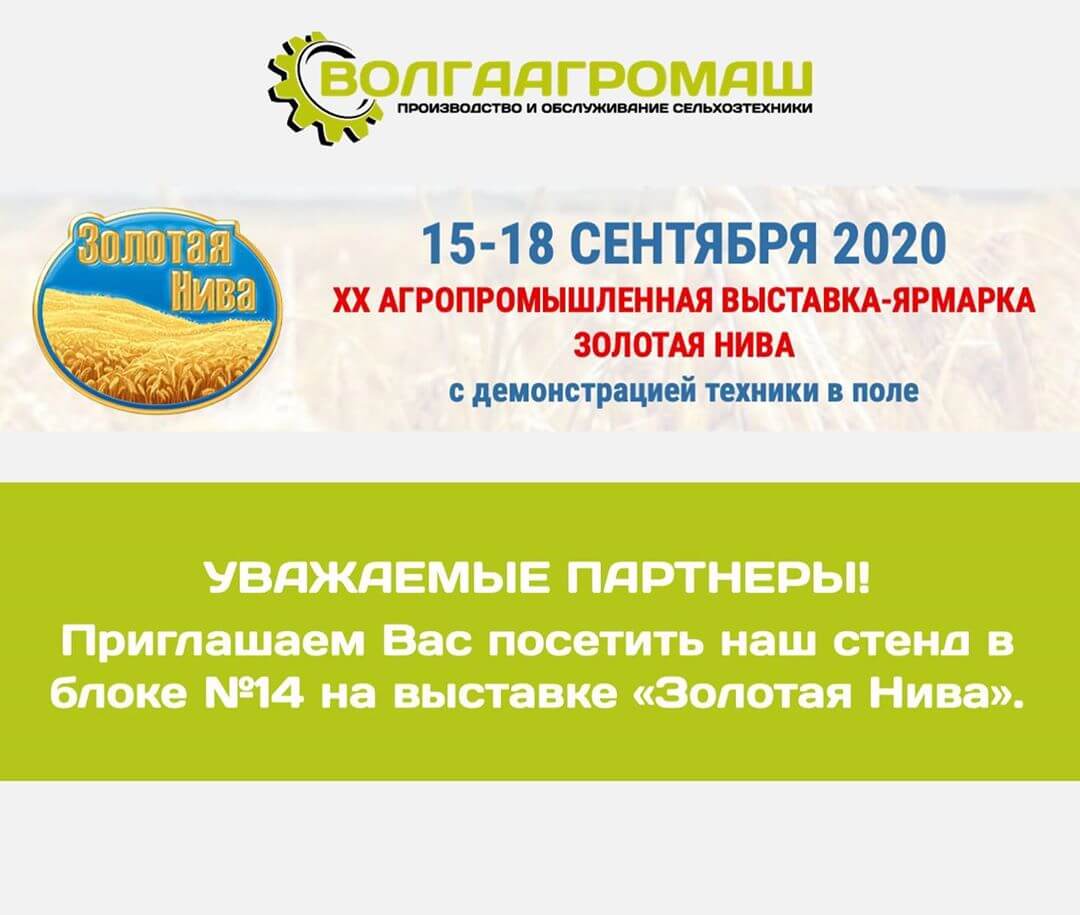 ВОЛГААГРОМАШ
ПРОИЗВОДСТВО И ОБСЛУЖИВАНИЕ СЕЛЬХОЗТЕХНИКИ
Золотая
Нива
15-18 СЕНТЯБРЯ 2020
XX АГРОПРОМЫШЛЕННАЯ ВЫСТАВКА-ЯРМАРКА
ЗОЛОТАЯ НИВА
с демонстрацией техники в поле
УВАЖАЕМЫЕ ПАРТНЕРЫ!
Приглашаем Вас посетить наш стенд в
блоке №14 на выставке «Золотая Нива».